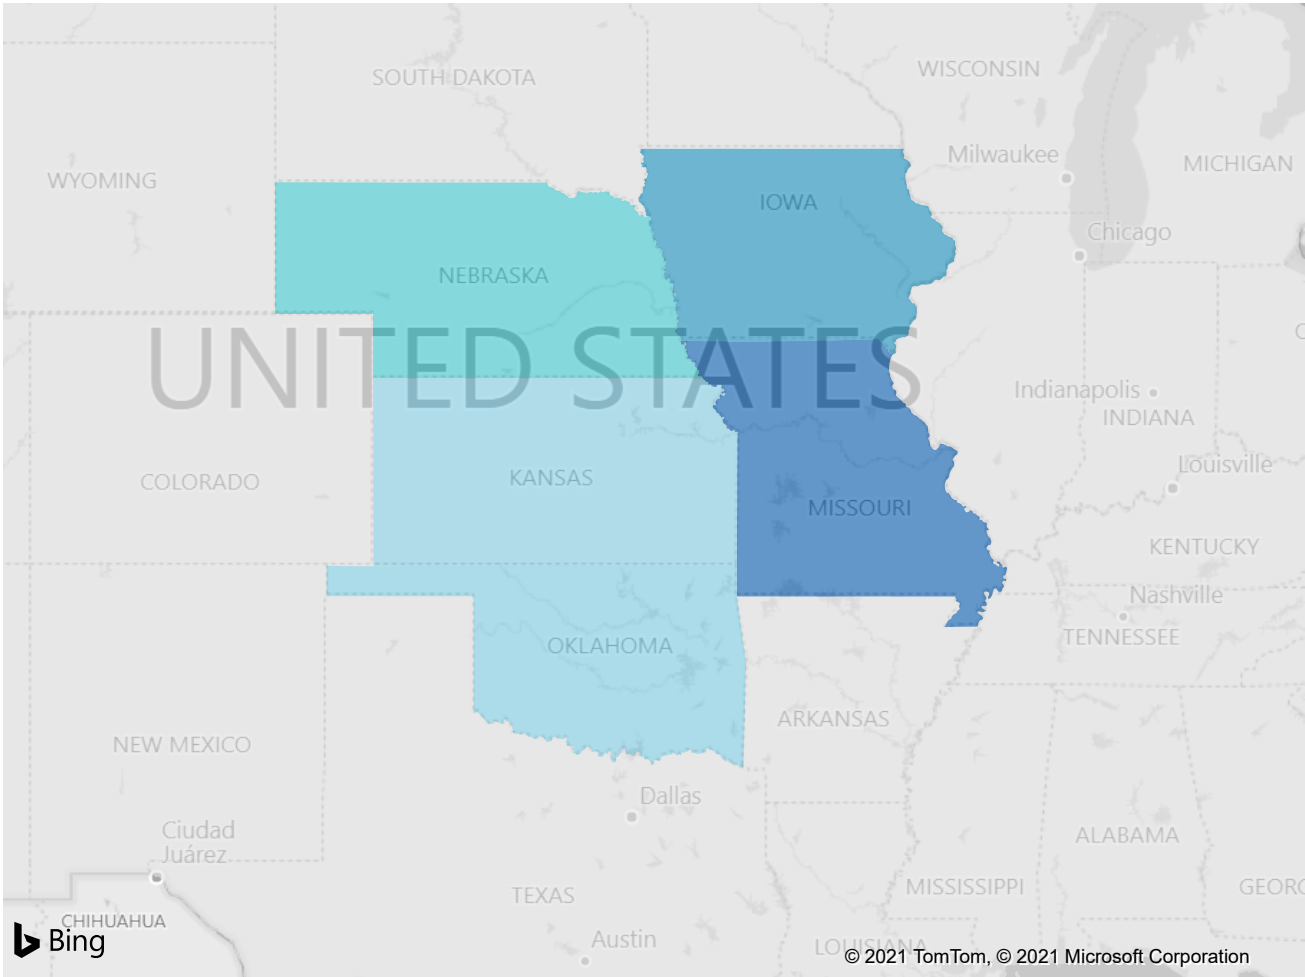 SOUTH DAKOTA
WISCONSIN
Milwaukee
MICHIGAN
WYOMING
IOWA
Chicago
NEBRASKA
UNITED STATES
Indianapolis
INDIANA
Louisville
COLORADO
KANSAS
MISSOURI
KENTUCKY
Nashville
TENNESSEE
OKLAHOMA
ARKANSAS
NEW MEXICO
Dallas
Ciudad
Juárez
ALABAMA
TEXAS
MISSISSIPPI
GEORG
CHIHUAHUA
Bing
Austin
LOUISIANA
© 2021 TomTom, © 2021 Microsoft Corporation